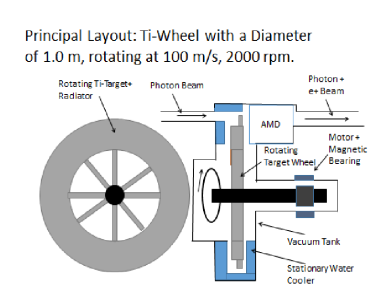 Principal Layout: Ti-Wheel with a Diameter
of 1.0 m, rotating at 100 m/s, 2000 rpm.
Rotating Ti-Target+
Radiator
Photon Beam
Photon +
e+ Beam
AMD
Motor +
Magnetic
Bearing
Rotating
Target Wheel
Vacuum Tank
Stationary Water
Cooler